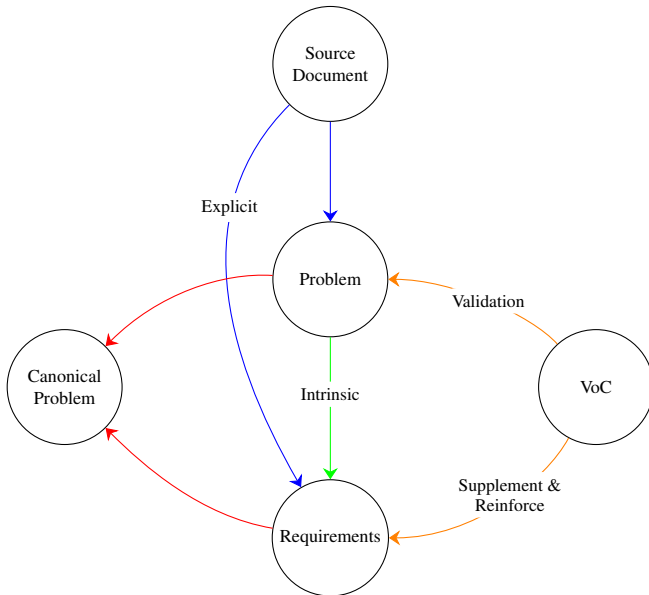 Source
Document
Explicit
Problem
Validation
Canonical
Problem
Intrinsic
VoC
Supplement &
Reinforce
Requirements